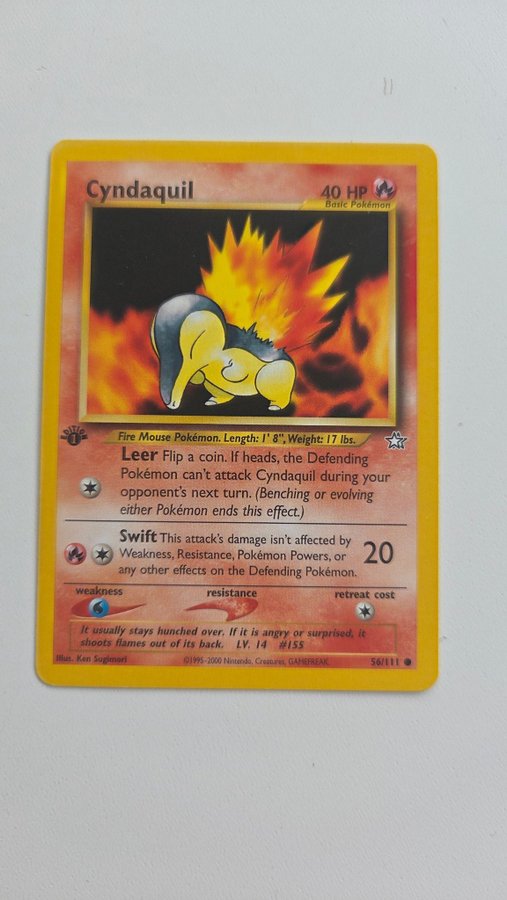 Cyndaquil 40 HP
Basic Pokémon
EDITION
1
Fire Mouse Pokémon. Length: 1' 8", Weight: 17 lbs.
Leer Flip a coin. If heads, the Defending
Pokémon can't attack Cyndaquil during your
opponent's next turn. (Benching or evolving
either Pokémon ends this effect.)
Swift This attack's damage isn't affected by
Weakness, Resistance, Pokémon Powers, or
any other effects on the Defending Pokémon.
20
weakness resistance retreat cost
It usually stays hunched over. If it is angry or surprised, it
shoots flames out of its back. LV. 14 #155
Illus. Ken Sugimori ©1995-2000 Nintendo, Creatures, GAMEFREAK. 56/111